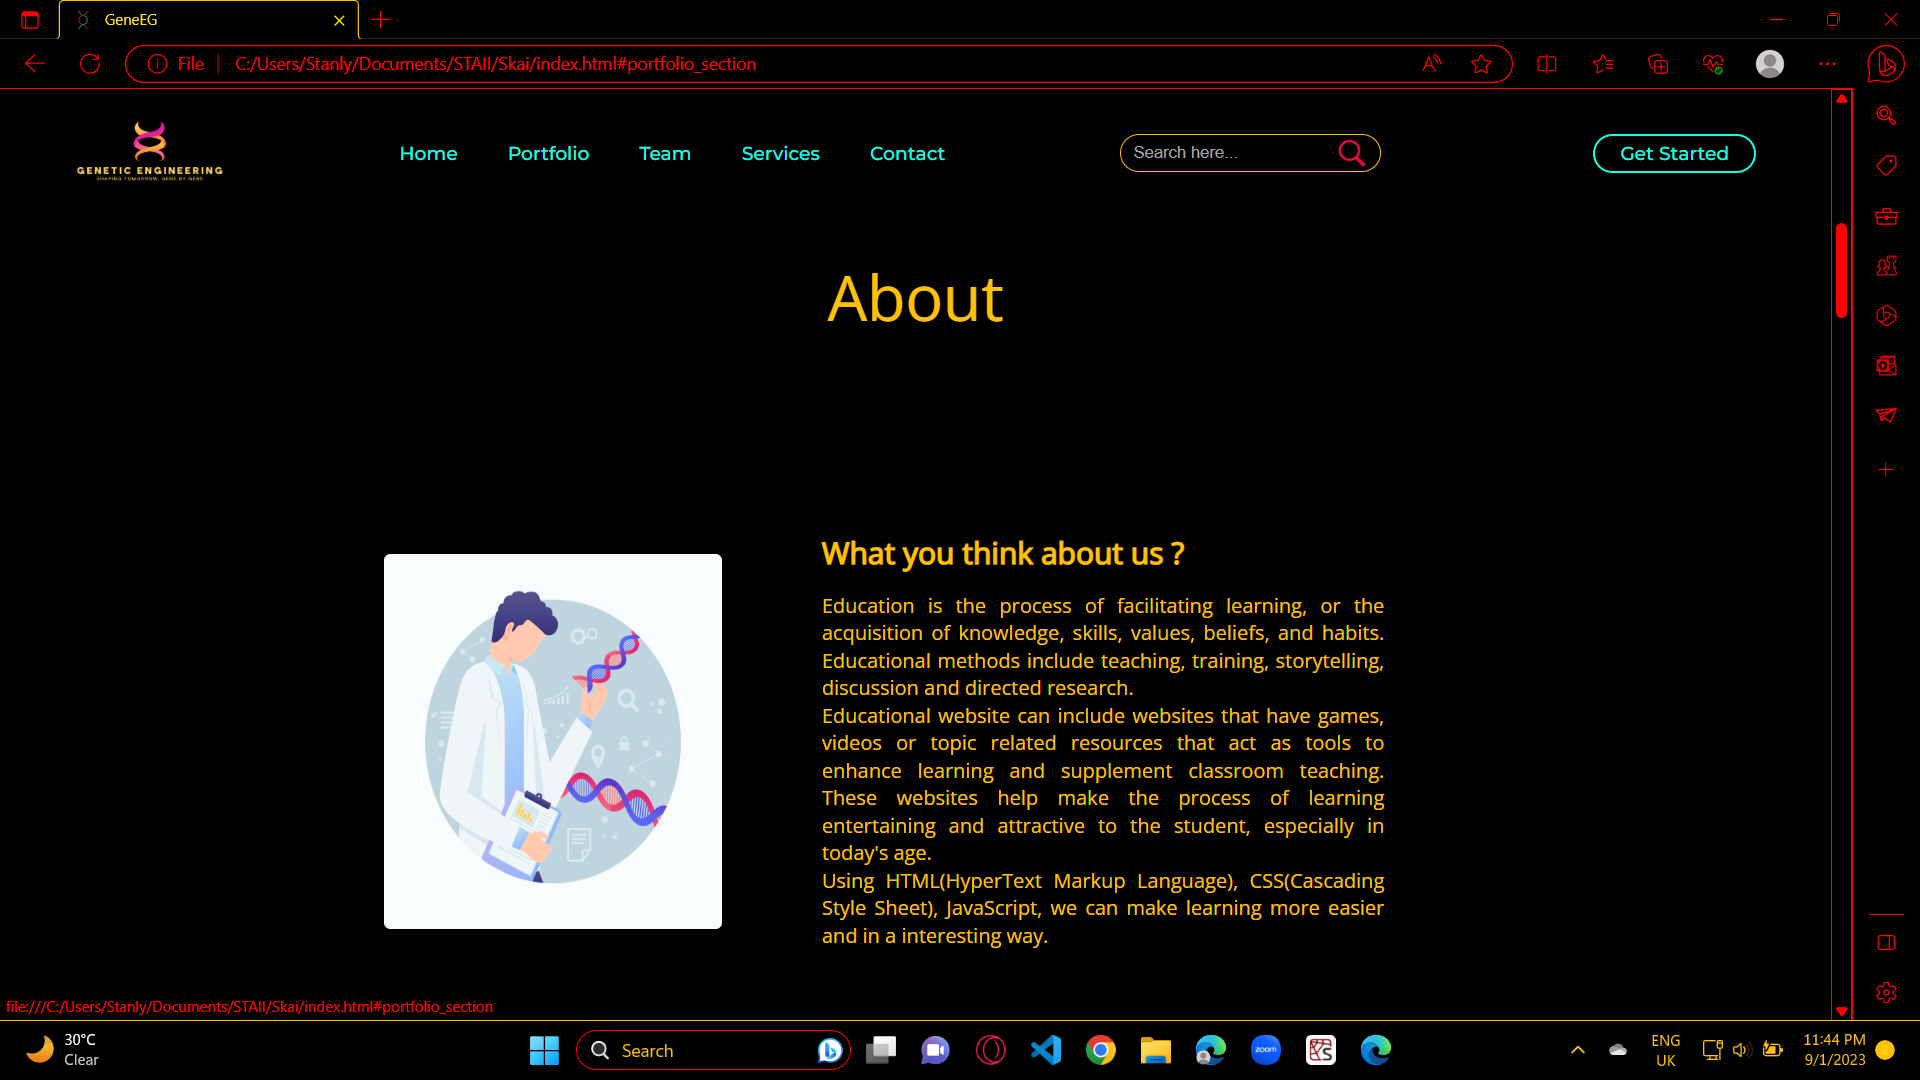 GeneEG
File
C:/Users/Stanly/Documents/STAII/Skai/index.html#portfolio_section
GENETIC ENGINEERING
SHAPING TOMORROW, GENE BY GENE
Home
Portfolio
Team
Services
Contact
Search here...
Get Started
About
What you think about us ?
Education is the process of facilitating learning, or the
acquisition of knowledge, skills, values, beliefs, and habits.
Educational methods include teaching, training, storytelling,
discussion and directed research.
Educational website can include websites that have games,
videos or topic related resources that act as tools to
enhance learning and supplement classroom teaching.
These websites help make the process of learning
entertaining and attractive to the student, especially in
today's age.
Using HTML(HyperText Markup Language), CSS(Cascading
Style Sheet), JavaScript, we can make learning more easier
and in a interesting way.
file:///C:/Users/Stanly/Documents/STAII/Skai/index.html#portfolio_section
30°C
Clear
Search
zoom
ENG
UK
11:44 PM
9/1/2023